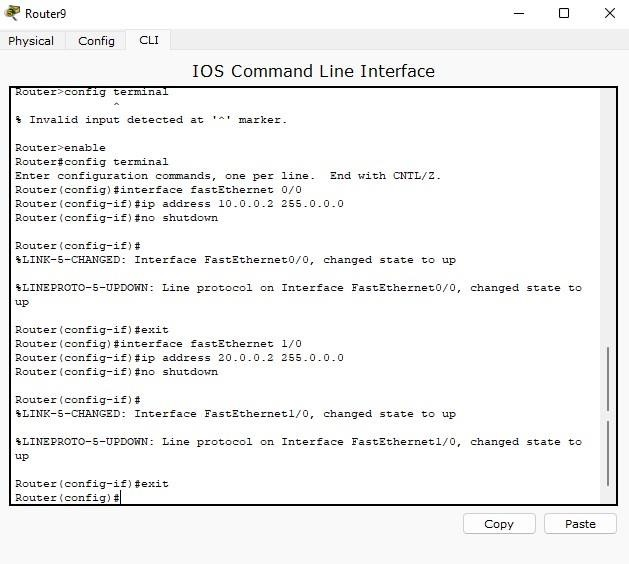 Router9
Physical Config CLI
IOS Command Line Interface
Router>config terminal
^
% Invalid input detected at '^' marker.
Router>enable
Router#config terminal
Enter configuration commands, one per line.  End with CNTL/Z.
Router(config)#interface fastEthernet 0/0
Router(config-if)#ip address 10.0.0.2 255.0.0.0
Router(config-if)#no shutdown
Router(config-if)#
%LINK-5-CHANGED: Interface FastEthernet0/0, changed state to up
%LINEPROTO-5-UPDOWN: Line protocol on Interface FastEthernet0/0, changed state to
up
Router(config-if)#exit
Router(config)#interface fastEthernet 1/0
Router(config-if)#ip address 20.0.0.2 255.0.0.0
Router(config-if)#no shutdown
Router(config-if)#
%LINK-5-CHANGED: Interface FastEthernet1/0, changed state to up
%LINEPROTO-5-UPDOWN: Line protocol on Interface FastEthernet1/0, changed state to
up
Router(config-if)#exit
Router(config)#
Copy Paste